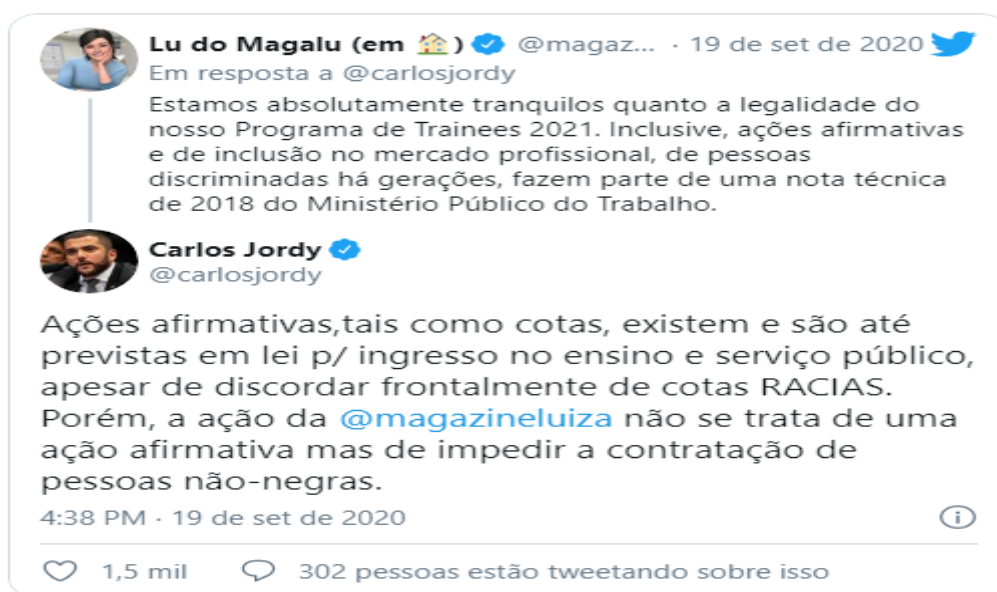 Lu do Magalu (em 🏠) @magaz... · 19 de set de 2020
Em resposta a @carlosjordy
Estamos absolutamente tranquilos quanto a legalidade do
nosso Programa de Trainees 2021. Inclusive, ações afirmativas
e de inclusão no mercado profissional, de pessoas
discriminadas há gerações, fazem parte de uma nota técnica
de 2018 do Ministério Público do Trabalho.
Carlos Jordy
@carlosjordy
Ações afirmativas,tais como cotas, existem e são até
previstas em lei p/ ingresso no ensino e serviço público,
apesar de discordar frontalmente de cotas RACIAS.
Porém, a ação da @magazineluiza não se trata de uma
ação afirmativa mas de impedir a contratação de
pessoas não-negras.
4:38 PM · 19 de set de 2020
1,5 mil 302 pessoas estão tweetando sobre isso